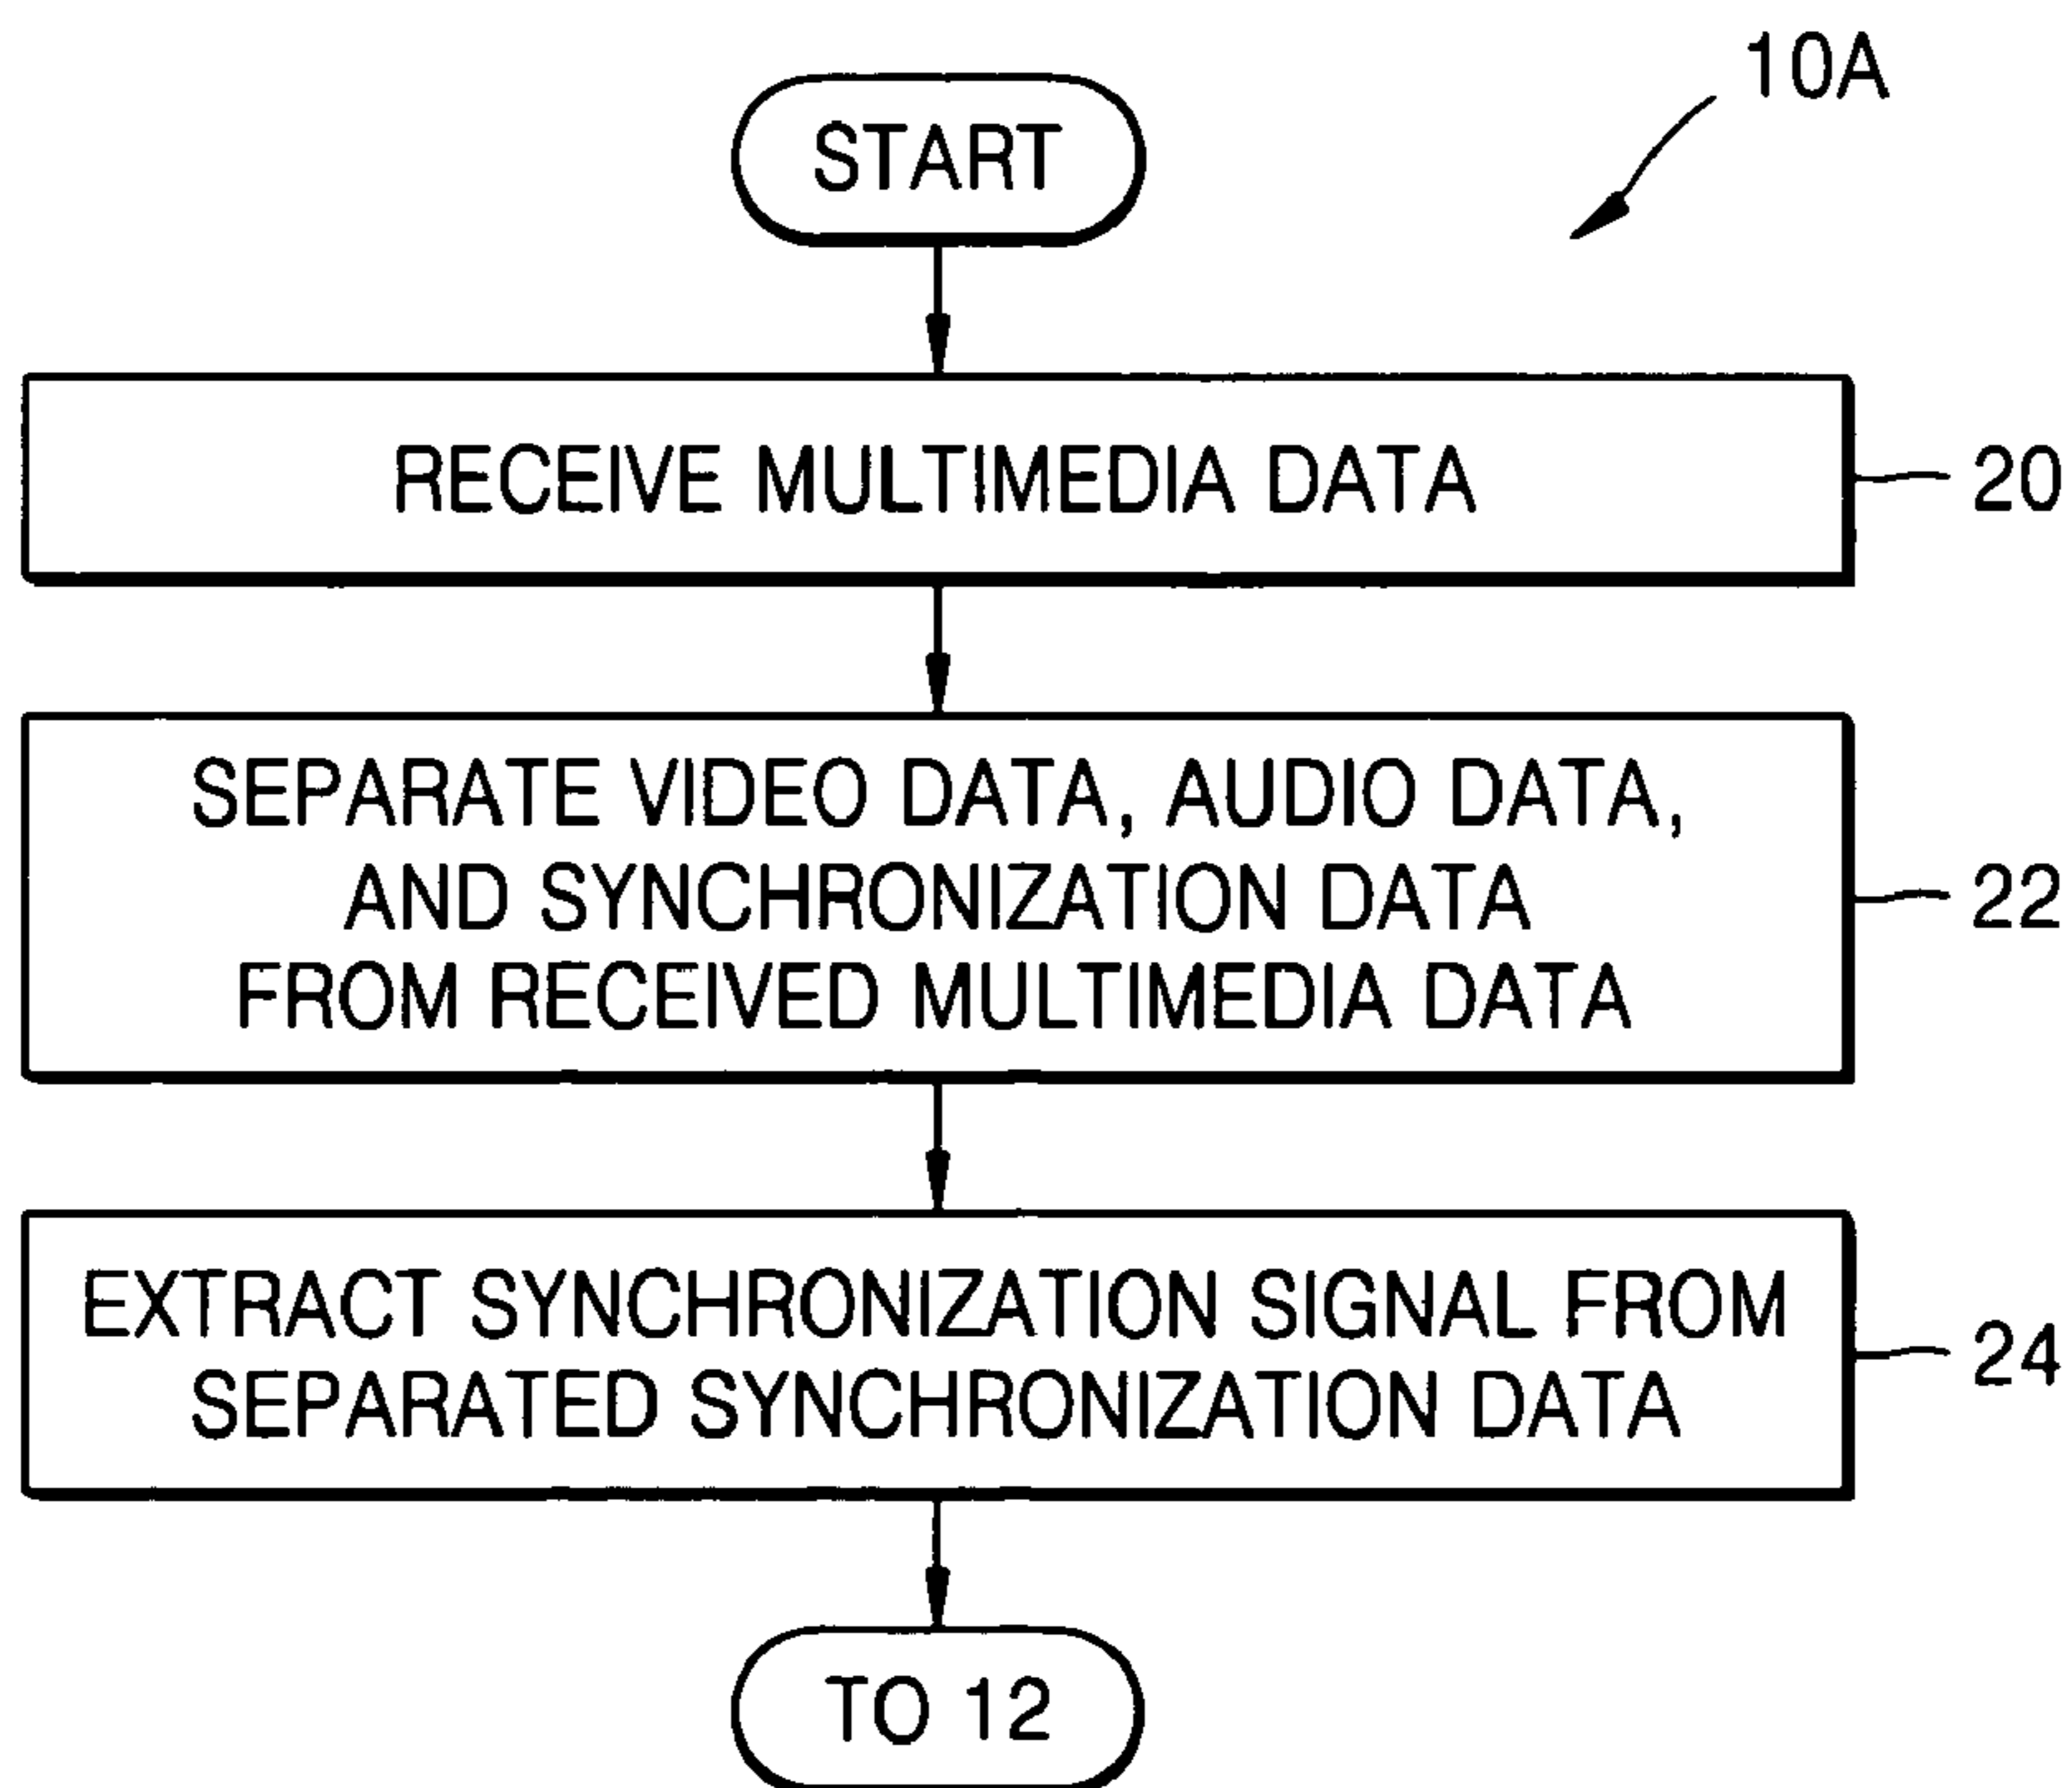 10A
START
RECEIVE MULTIMEDIA DATA
20
SEPARATE VIDEO DATA, AUDIO DATA,
AND SYNCHRONIZATION DATA
FROM RECEIVED MULTIMEDIA DATA
22
EXTRACT SYNCHRONIZATION SIGNAL FROM
SEPARATED SYNCHRONIZATION DATA
24
TO 12